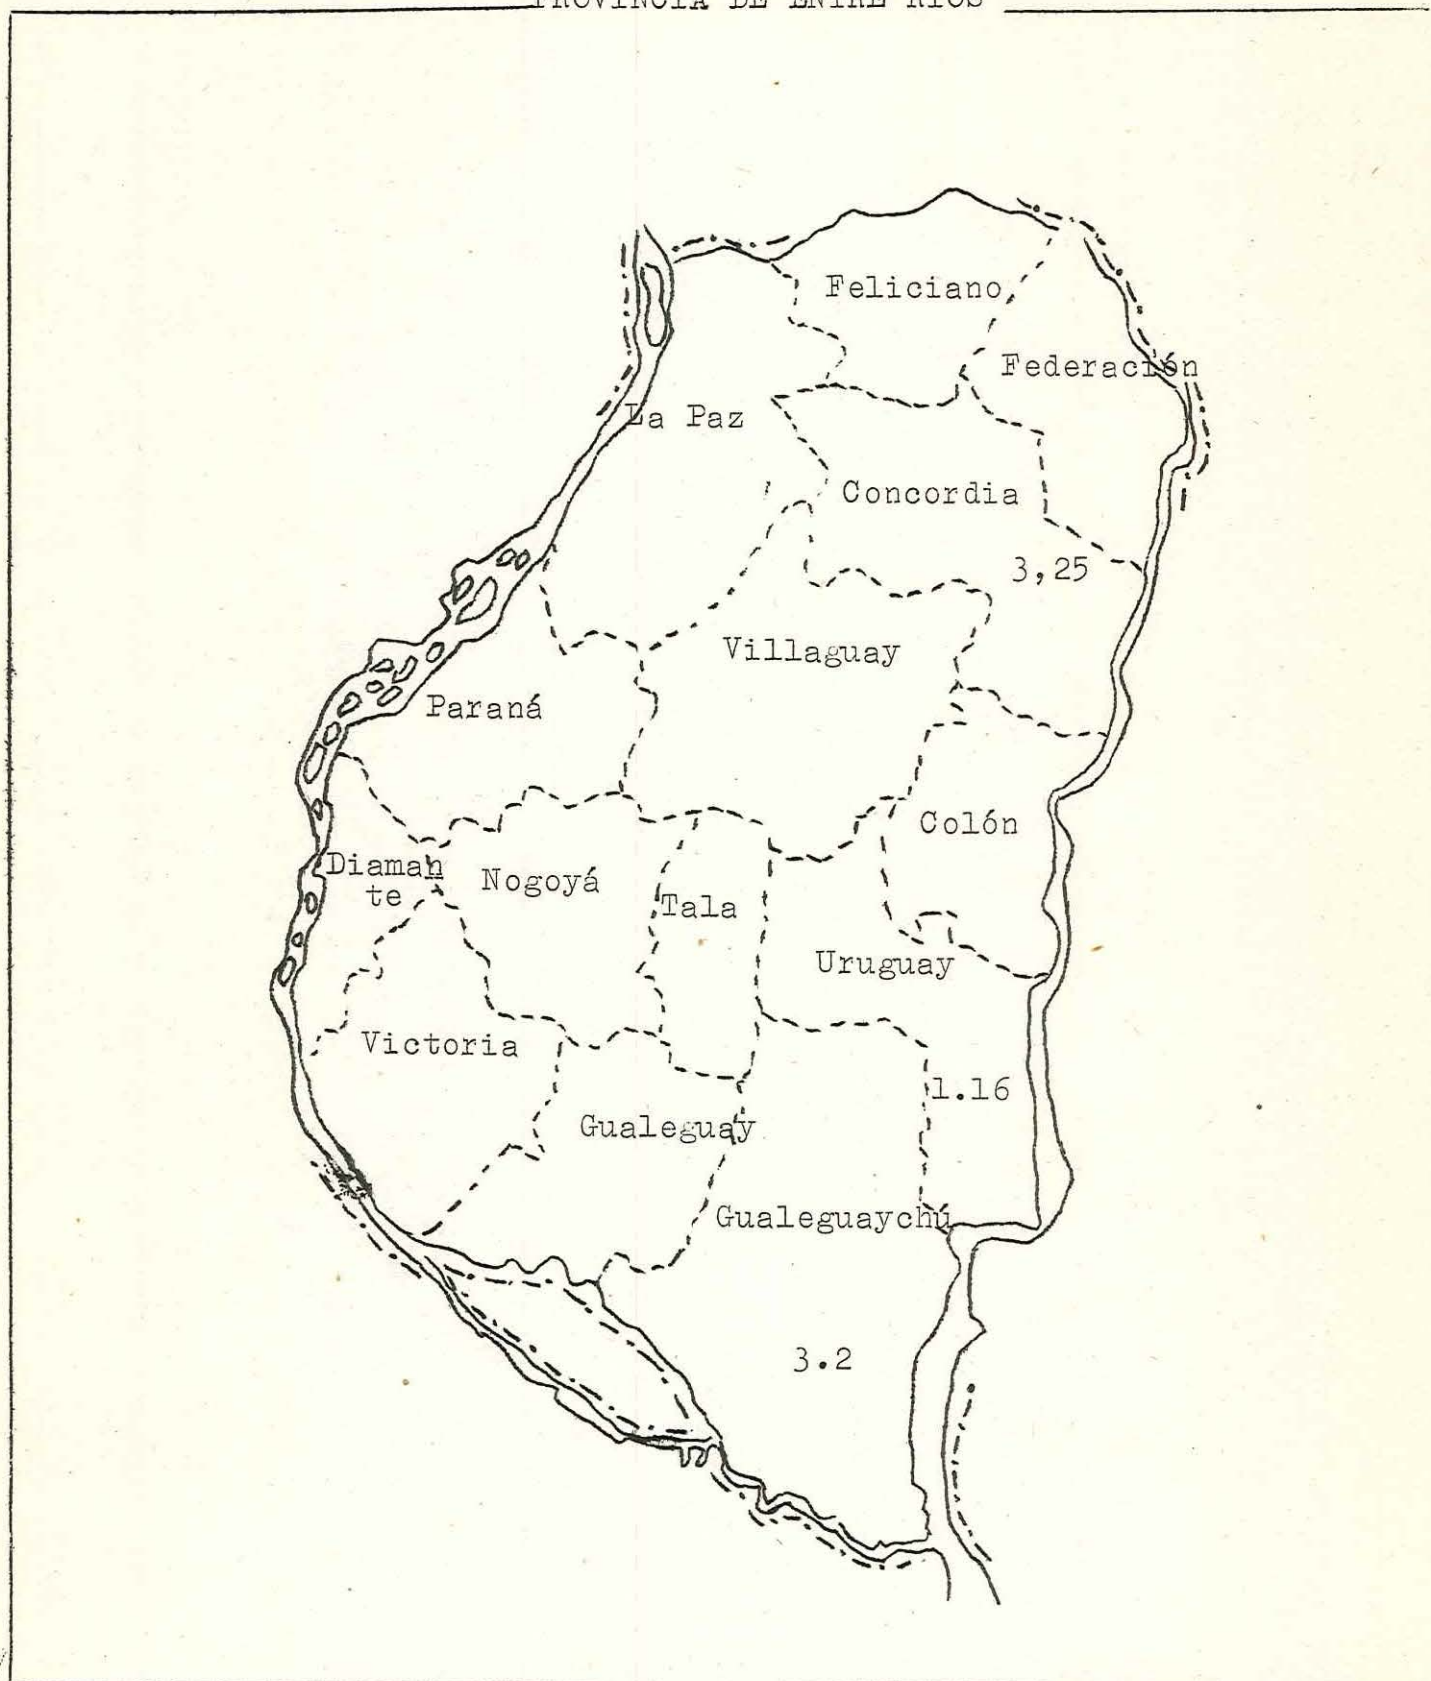 PROVINCIA DE ENTRE RIOS
Feliciano
Federación
La Paz
Concordia
3,25
Villaguay
Paraná
Colón
Diaman
te
Nogoyá
Tala
Uruguay
Victoria
1.16
Gualeguay
Gualeguaychú
3.2